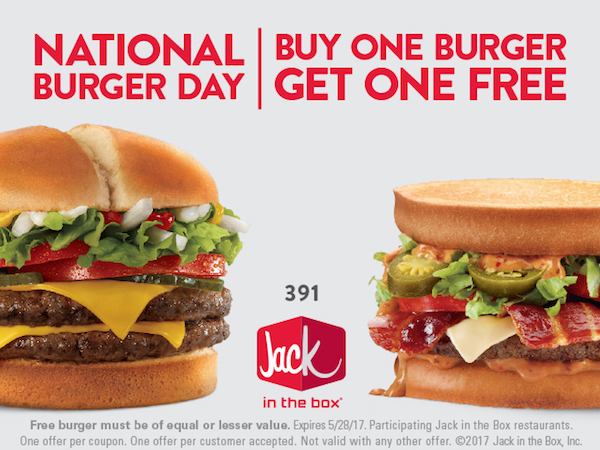 NATIONAL
BURGER DAY
BUY ONE BURGER
GET ONE FREE
391
Jack
in the box®
Free burger must be of equal or lesser value. Expires 5/28/17. Participating Jack in the Box restaurants.
One offer per coupon. One offer per customer accepted. Not valid with any other offer. ©2017 Jack in the Box, Inc.